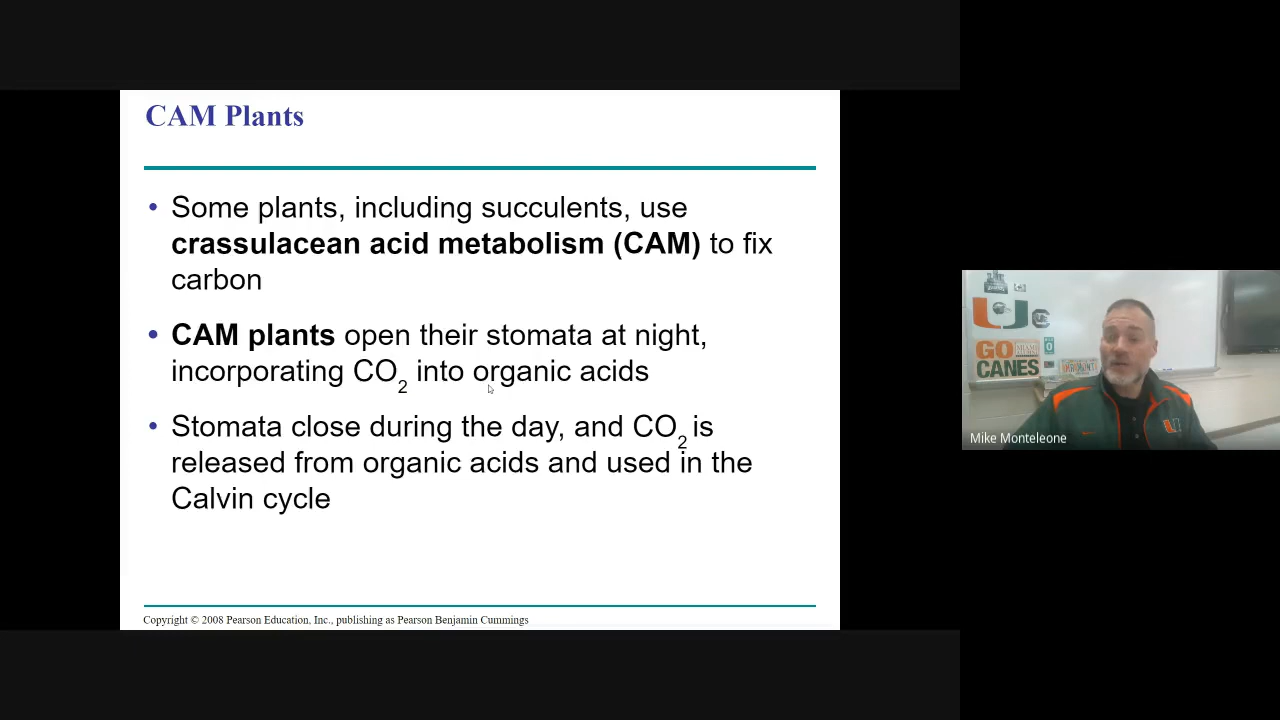 CAM Plants
• Some plants, including succulents, use
crassulacean acid metabolism (CAM) to fix
carbon
• CAM plants open their stomata at night,
incorporating CO2 into organic acids
• Stomata close during the day, and CO2 is
released from organic acids and used in the
Calvin cycle
Copyright © 2008 Pearson Education, Inc., publishing as Pearson Benjamin Cummings
U
GO
CANES
Mike Monteleone